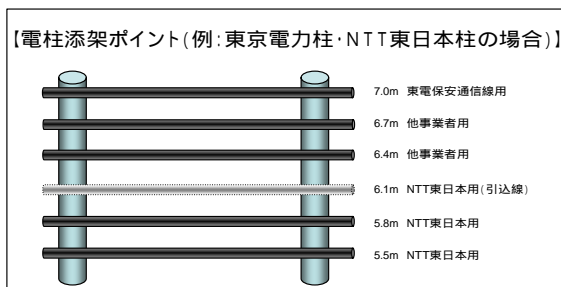 【電柱添架ポイント(例:東京電力柱・NTT東日本柱の場合)】
7.0m 東電保安通信線用
6.7m 他事業者用
6.4m 他事業者用
6.1m NTT東日本用(引込線)
5.8m NTT東日本用
5.5m NTT東日本用